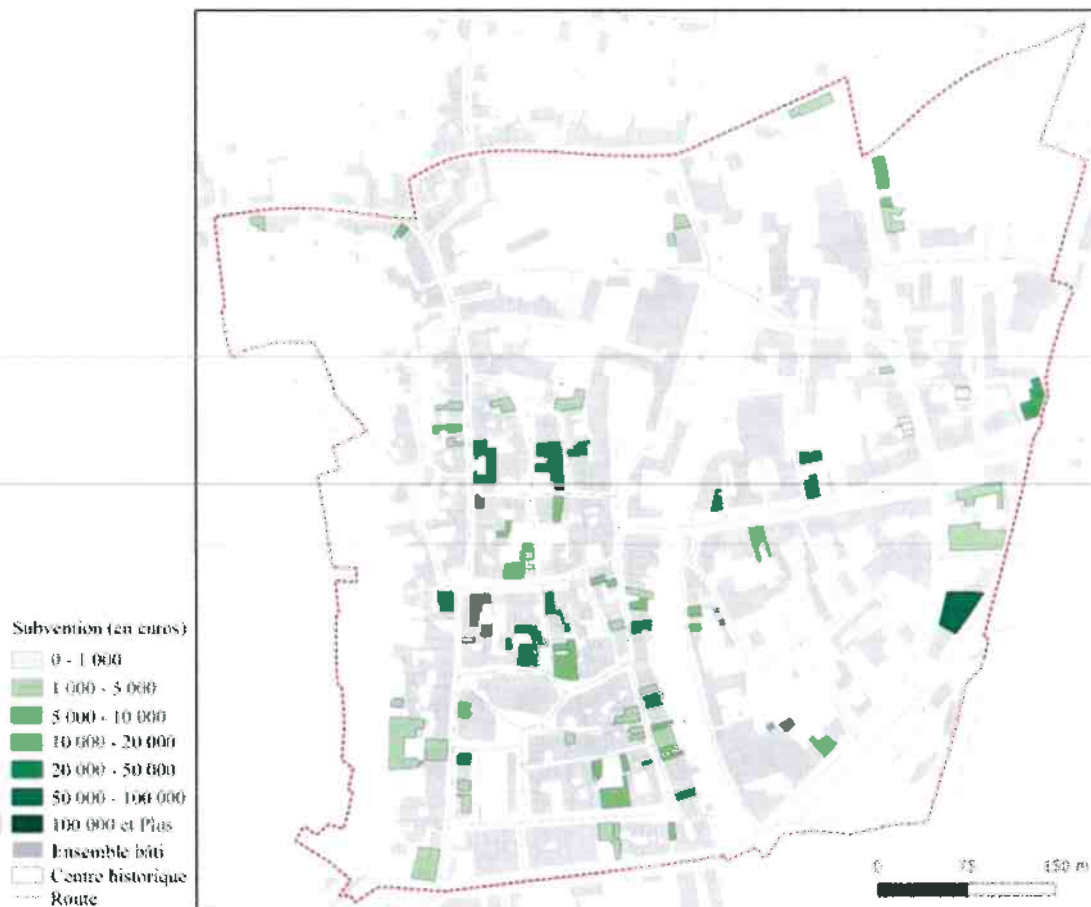 Subvention (en euros)
0 - 1 000
1 000 - 5 000
5 000 - 10 000
10 000 - 20 000
20 000 - 50 000
50 000 - 100 000
100 000 et Plus
Ensemble bâti
Centre historique
Route
0 75 150 m